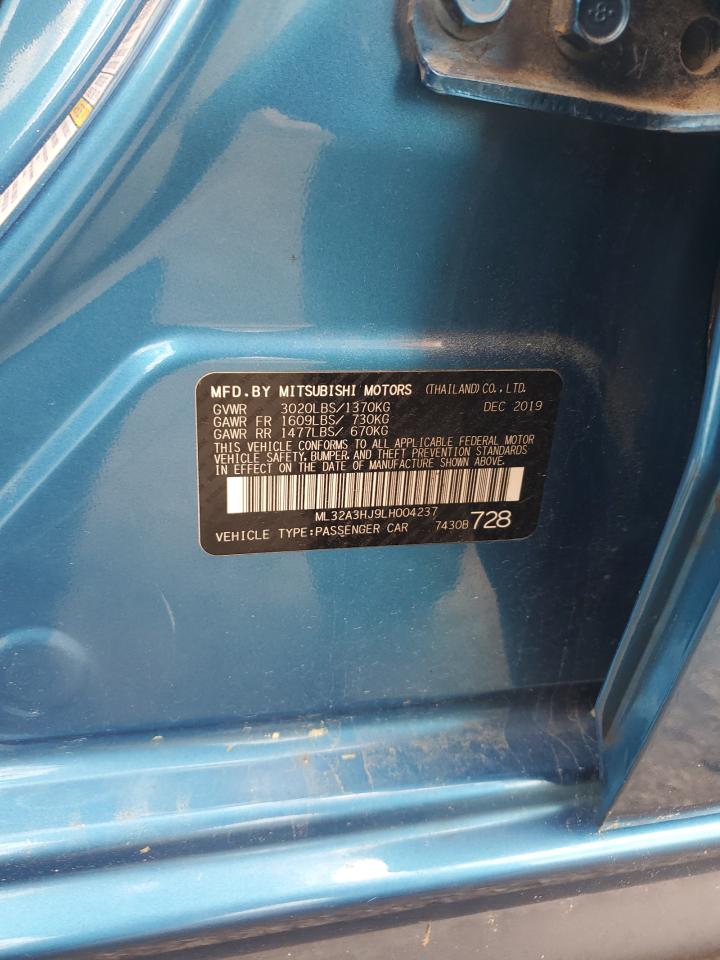 MFD.BY MITSUBISHI MOTORS (THAILAND) CO., LTD.
GVWR 3020LBS/1370KG DEC 2019
GAWR FR 1609LBS/ 730KG
GAWR RR 1477LBS/ 670KG
THIS VEHICLE CONFORMS TO ALL APPLICABLE FEDERAL MOTOR
VEHICLE SAFETY, BUMPER, AND THEFT PREVENTION STANDARDS
IN EFFECT ON THE DATE OF MANUFACTURE SHOWN ABOVE.
ML32A3HJ9LH004237
VEHICLE TYPE:PASSENGER CAR 7430B 728
8